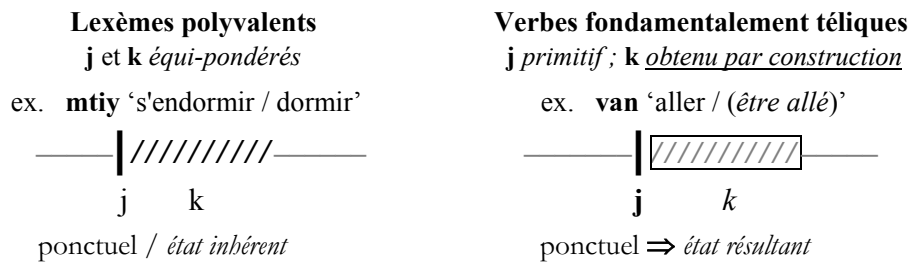 Lexèmes polyvalents
j et k équi-pondérés
ex. mtiy ‘s'endormir / dormir’
j k
ponctuel / état inhérent
Verbes fondamentalement téliques
j primitif ; k obtenu par construction
ex. van ‘aller / (être allé)’
j k
ponctuel ⇒ état résultant